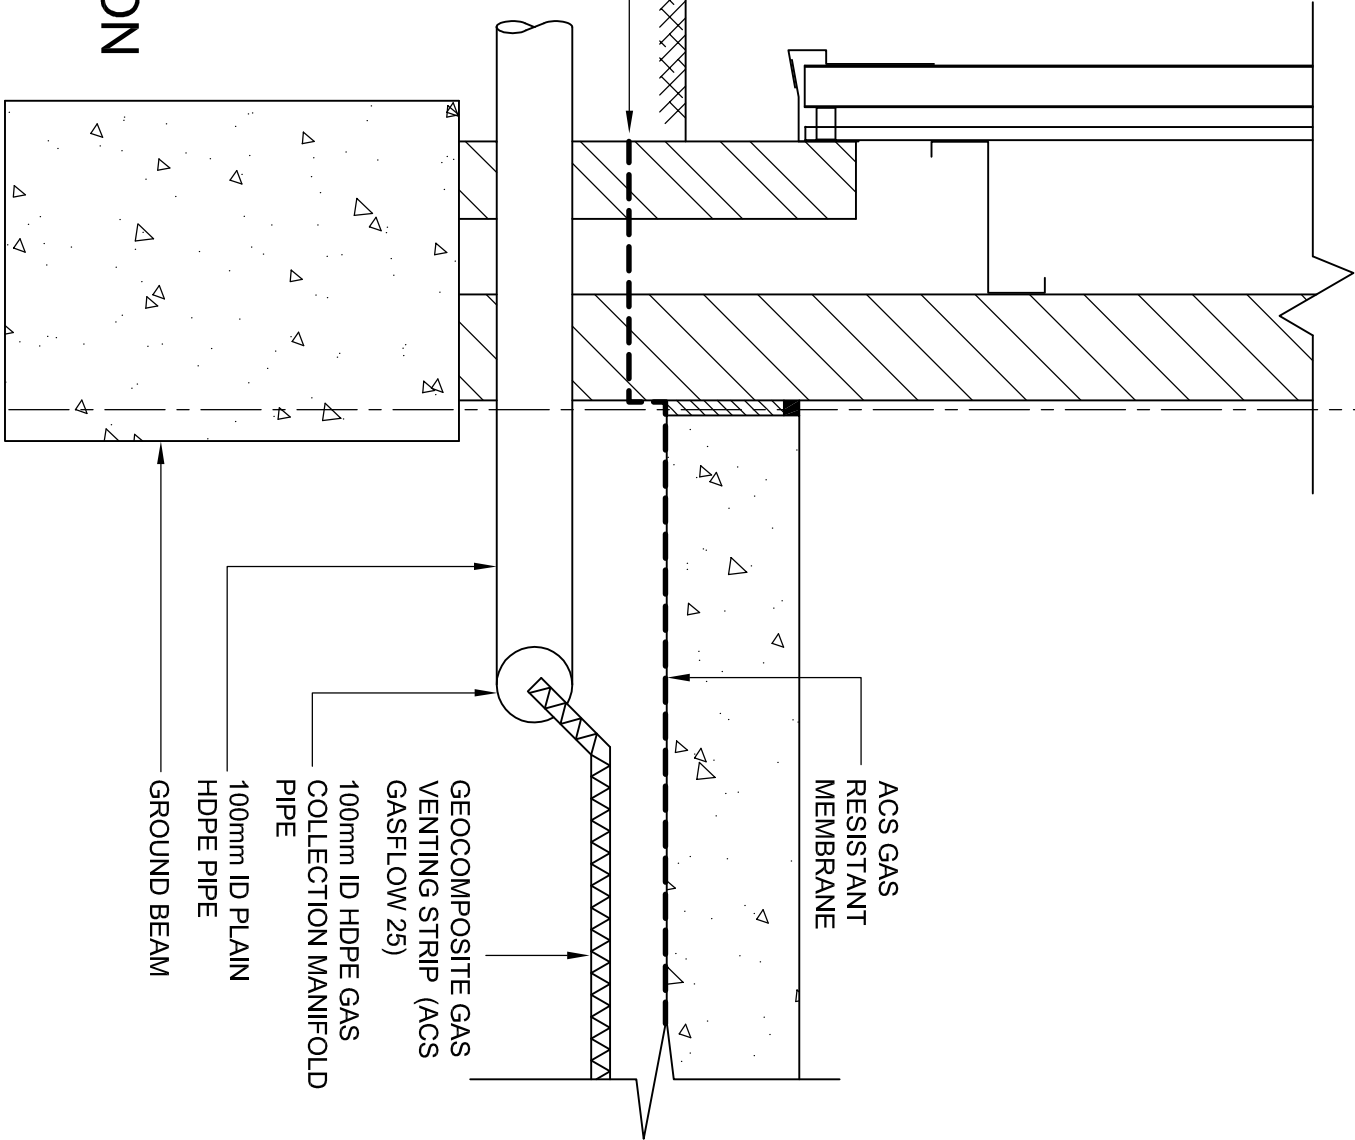 ACS GAS
RESISTANT
MEMBRANE
GEOCOMPOSITE GAS
VENTING STRIP (ACS
GASFLOW 25)
100mm ID HDPE GAS
COLLECTION MANIFOLD
PIPE
100mm ID PLAIN
HDPE PIPE
GROUND BEAM
ON